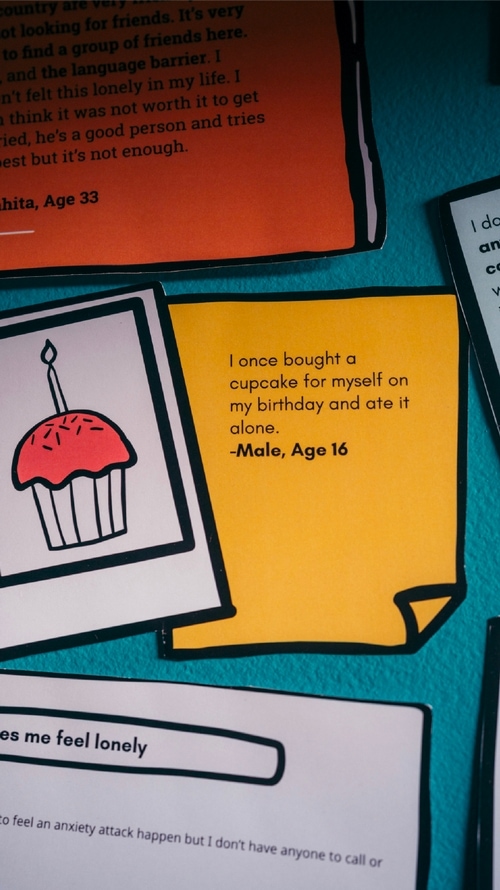 country are very
ot looking for friends. It's very
to find a group of friends here.
, and the language barrier. I
n't felt this lonely in my life. I
think it was not worth it to get
ried, he's a good person and tries
best but it's not enough.
hita, Age 33
I do
an
co
w
I once bought a
cupcake for myself on
my birthday and ate it
alone.
-Male, Age 16
es me feel lonely
to feel an anxiety attack happen but I don't have anyone to call or